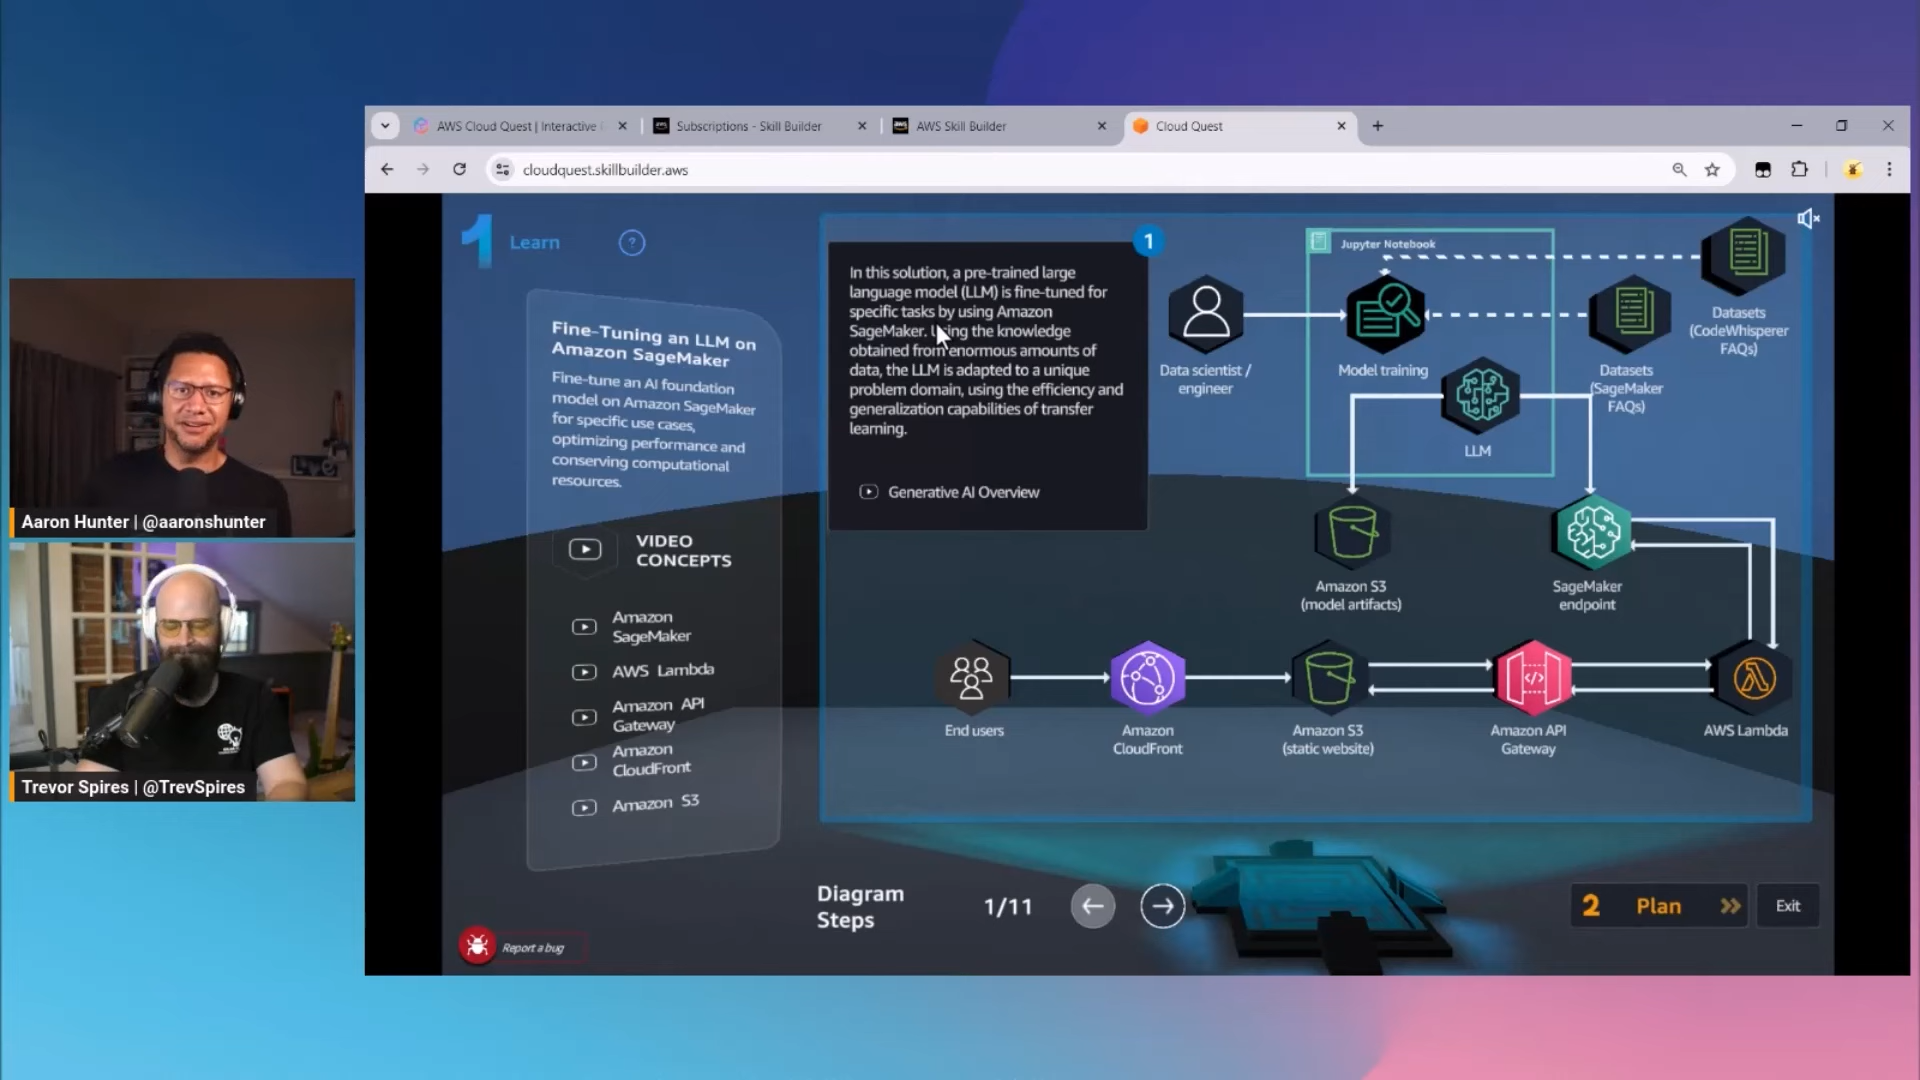 AWS Cloud Quest | Interactive
Subscriptions - Skill Builder
AWS Skill Builder
Cloud Quest
cloudquest.skillbuilder.aws
1
Learn
?
Fine-Tuning an LLM on
Amazon SageMaker
Fine-tune an AI foundation
model on Amazon SageMaker
for specific use cases,
optimizing performance and
conserving computational
resources.
VIDEO
CONCEPTS
Amazon
SageMaker
AWS Lambda
Amazon API
Gateway
Amazon
CloudFront
Amazon S3
1
In this solution, a pre-trained large
language model (LLM) is fine-tuned for
specific tasks by using Amazon
SageMaker. Using the knowledge
obtained from enormous amounts of
data, the LLM is adapted to a unique
problem domain, using the efficiency and
generalization capabilities of transfer
learning.
Generative AI Overview
Data scientist /
engineer
Jupyter Notebook
Model training
LLM
Datasets
(SageMaker
FAQs)
Datasets
(CodeWhisperer
FAQs)
Amazon S3
(model artifacts)
SageMaker
endpoint
End users
Amazon
CloudFront
Amazon S3
(static website)
Amazon API
Gateway
AWS Lambda
Diagram
Steps
1/11
2 Plan
Exit
Report a bug
Aaron Hunter | @aaronshunter
Trevor Spires | @TrevSpires